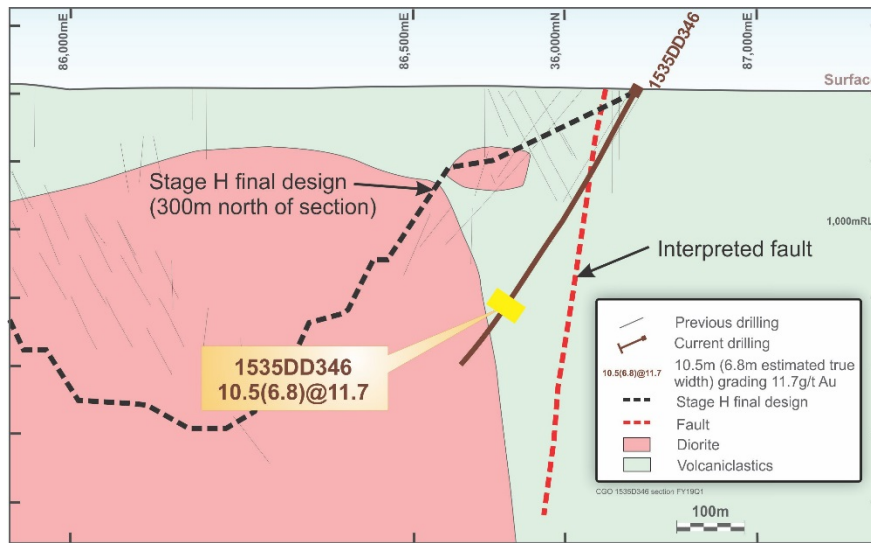 86,000mE
86,500mE
36,000mN
87,000mE
1535DD346
Surface
Stage H final design
(300m north of section)
1,000mRL
Interpreted fault
1535DD346
10.5(6.8)@11.7
Previous drilling
Current drilling
10.5(6.8)@11.7
10.5m (6.8m estimated true
width) grading 11.7g/t Au
Stage H final design
Fault
Diorite
Volcaniclastics
CGO 1535D346 section FY19Q1
100m